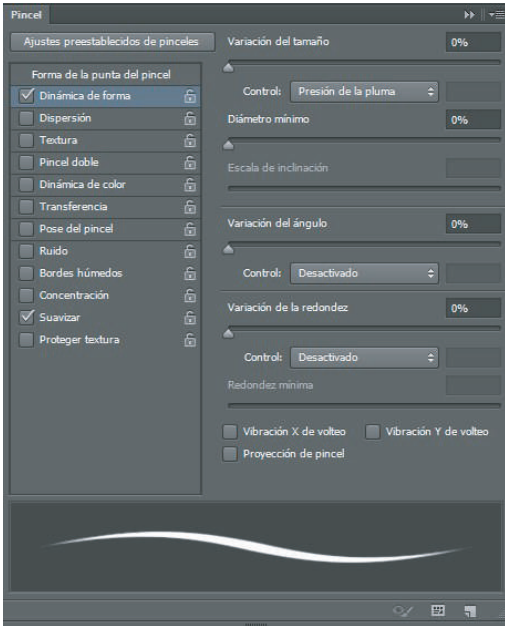 Pincel
Ajustes preestablecidos de pinceles
Forma de la punta del pincel
Dinámica de forma
Dispersión
Textura
Pincel doble
Dinámica de color
Transferencia
Pose del pincel
Ruido
Bordes húmedos
Concentración
Suavizar
Proteger textura
Variación del tamaño 0%
Control: Presión de la pluma
Diámetro mínimo 0%
Escala de inclinación
Variación del ángulo 0%
Control: Desactivado
Variación de la redondez 0%
Control: Desactivado
Redondez mínima
Vibración X de volteo Vibración Y de volteo
Proyección de pincel